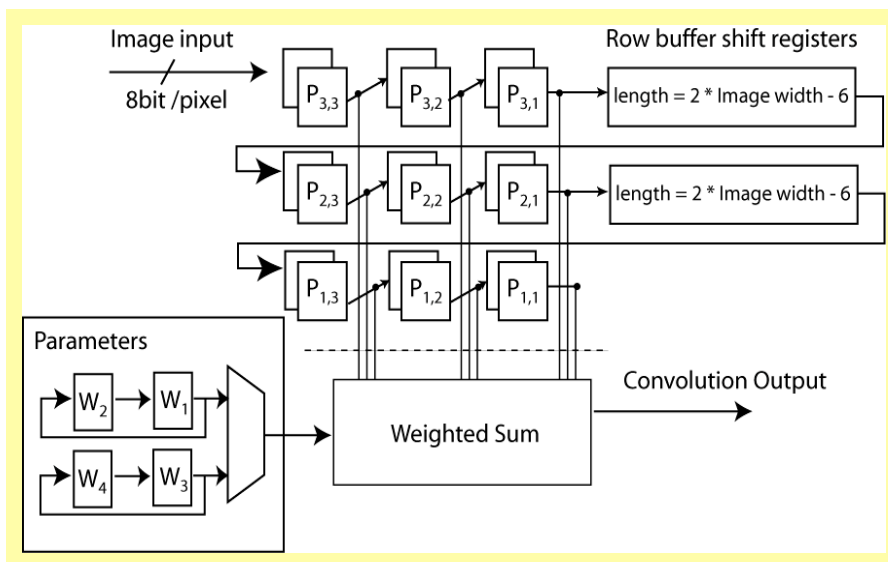 Image input
8bit /pixel
Row buffer shift registers
P3,3
P3,2
P3,1
length = 2 * Image width - 6
P2,3
P2,2
P2,1
length = 2 * Image width - 6
P1,3
P1,2
P1,1
Parameters
W2
W1
W4
W3
Weighted Sum
Convolution Output